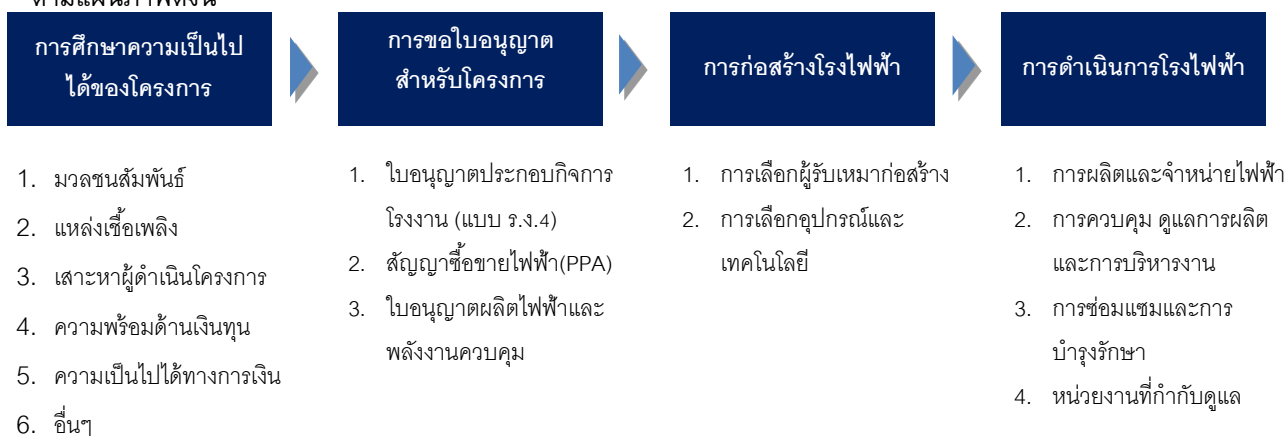 ตามแผนภาพดังนี้
การศึกษาความเป็นไป
ได้ของโครงการ
การขอใบอนุญาต
สำหรับโครงการ
การก่อสร้างโรงไฟฟ้า
การดำเนินการโรงไฟฟ้า
1. มวลชนสัมพันธ์
2. แหล่งเชื้อเพลิง
3. เสาะหาผู้ดำเนินโครงการ
4. ความพร้อมด้านเงินทุน
5. ความเป็นไปได้ทางการเงิน
6. อื่นๆ
1. ใบอนุญาตประกอบกิจการ
โรงงาน (แบบ ร.ง.4)
2. สัญญาซื้อขายไฟฟ้า(PPA)
3. ใบอนุญาตผลิตไฟฟ้าและ
พลังงานควบคุม
1. การเลือกผู้รับเหมาก่อสร้าง
2. การเลือกอุปกรณ์และ
เทคโนโลยี
1. การผลิตและจำหน่ายไฟฟ้า
2. การควบคุม ดูแลการผลิต
และการบริหารงาน
3. การซ่อมแซมและการ
บำรุงรักษา
4. หน่วยงานที่กำกับดูแล